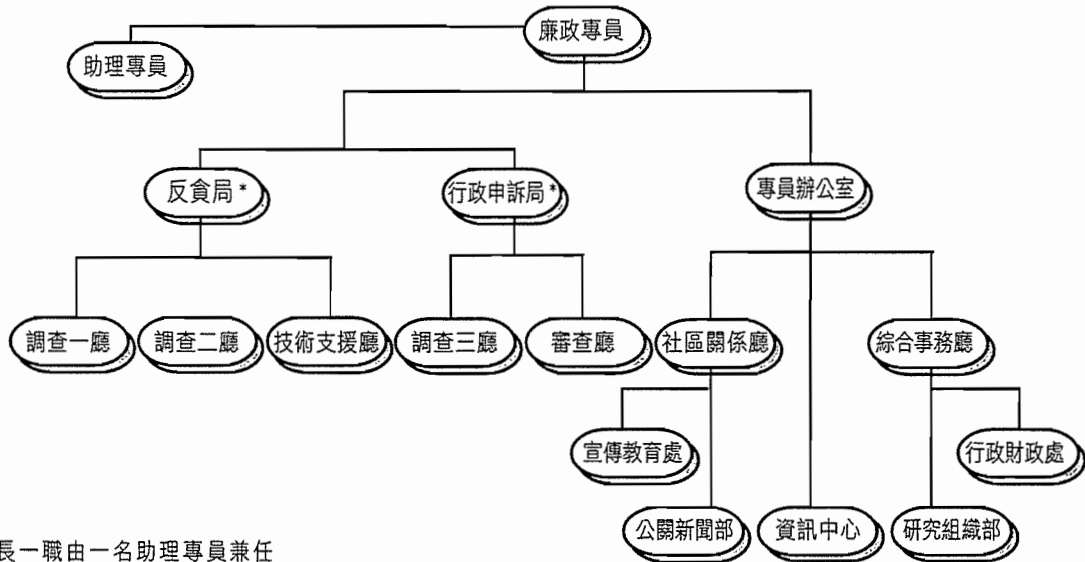 廉政專員
助理專員
反貪局*
行政申訴局*
專員辦公室
調查一廳
調查二廳
技術支援廳
調查三廳
審查廳
社區關係廳
綜合事務廳
宣傳教育處
行政財政處
公關新聞部
資訊中心
研究組織部
長一職由一名助理專員兼任